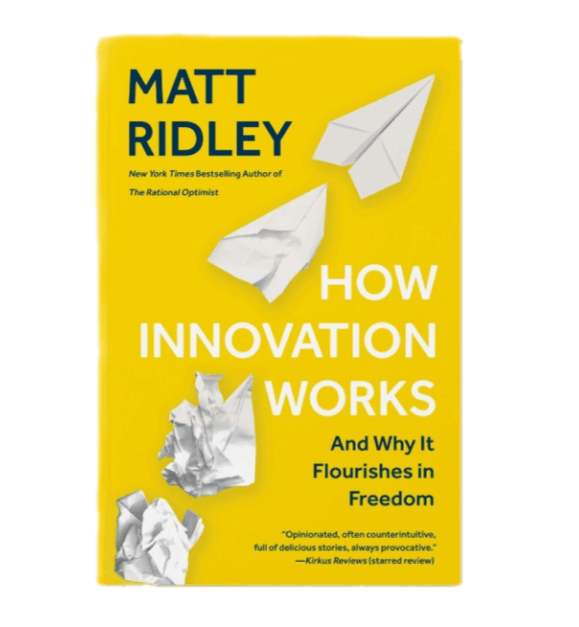 MATT
RIDLEY
New York Times Bestselling Author of
The Rational Optimist
HOW
INNOVATION
WORKS
And Why It
Flourishes in
Freedom
"Opinionated, often counterintuitive,
full of delicious stories, always provocative."
—Kirkus Reviews (starred review)